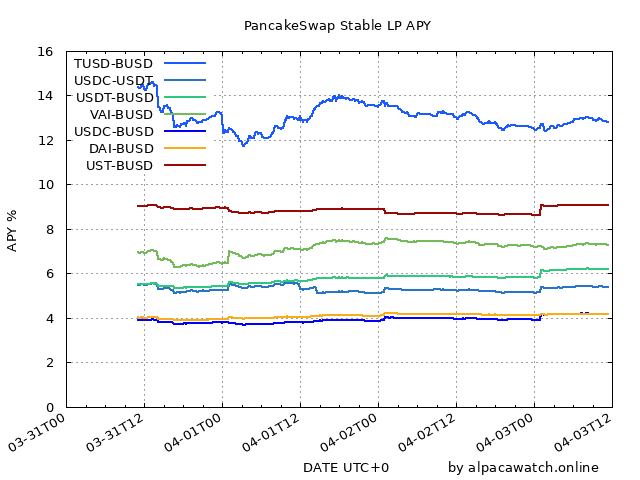 PancakeSwap Stable LP APY
16
14
12
10
8
6
4
2
0
APY %
TUSD-BUSD
USDC-USDT
USDT-BUSD
VAI-BUSD
USDC-BUSD
DAI-BUSD
UST-BUSD
03-31T00
03-31T12
04-01T00
04-01T12
04-02T00
04-02T12
04-03T00
04-03T12
DATE UTC+0
by alpacawatch.online